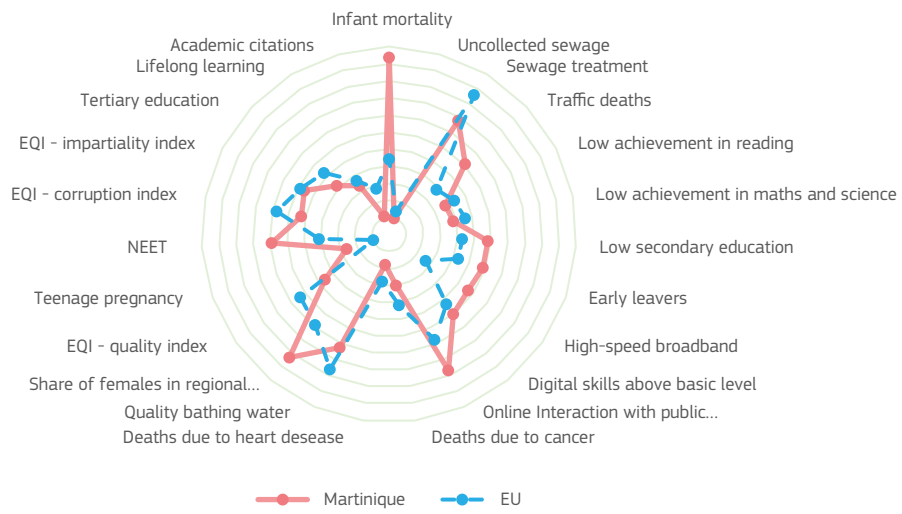 Infant mortality
Academic citations
Uncollected sewage
Lifelong learning
Sewage treatment
Tertiary education
Traffic deaths
EQI - impartiality index
Low achievement in reading
EQI - corruption index
Low achievement in maths and science
NEET
Low secondary education
Teenage pregnancy
Early leavers
EQI - quality index
High-speed broadband
Share of females in regional...
Digital skills above basic level
Quality bathing water
Online Interaction with public...
Deaths due to heart desease
Deaths due to cancer
Martinique
EU